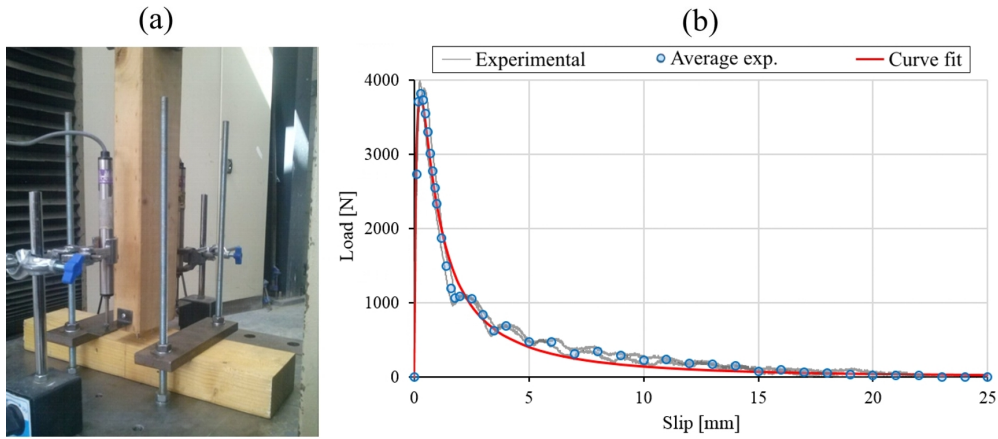 (a)
(b)
Experimental Average exp. Curve fit
4000
3000
2000
1000
0
Load [N]
0 5 10 15 20 25
Slip [mm]